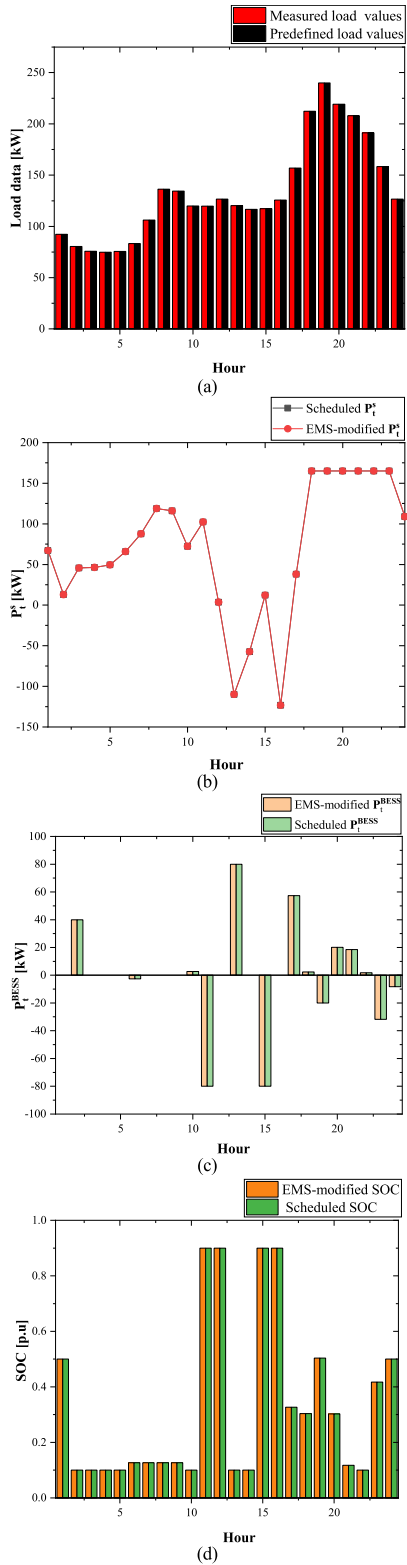 Measured load values
Predefined load values
250
200
150
100
50
0
Load data [kW]
5
10
15
20
Hour
(a)
Scheduled P_t^s
EMS-modified P_t^s
200
150
100
50
0
-50
-100
-150
P_t^s [kW]
5
10
15
20
Hour
(b)
EMS-modified P_t^BESS
Scheduled P_t^BESS
100
80
60
40
20
0
-20
-40
-60
-80
-100
P_t^BESS [kW]
5
10
15
20
Hour
(c)
EMS-modified SOC
Scheduled SOC
1.0
0.8
0.6
0.4
0.2
0.0
SOC [p.u]
5
10
15
20
Hour
(d)